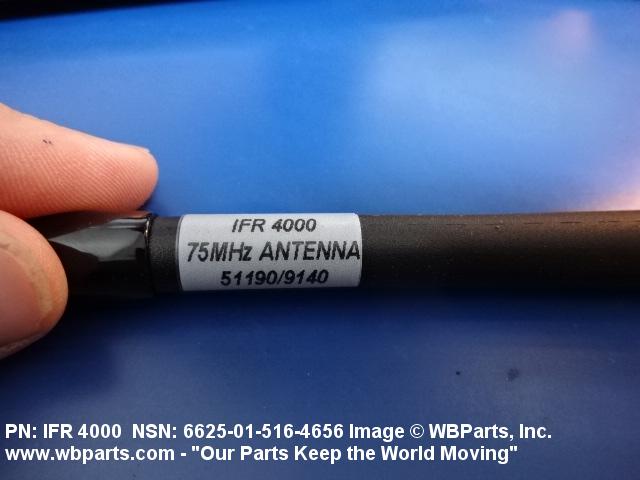 IFR 4000
75MHz ANTENNA
51190/9140
PN: IFR 4000  NSN: 6625-01-516-4656 Image © WBParts, Inc.
www.wbparts.com - "Our Parts Keep the World Moving"